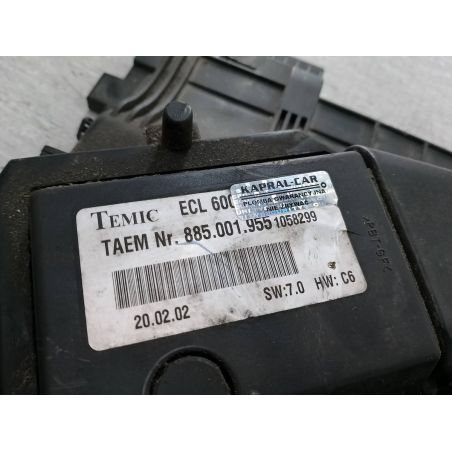 TEMIC ECL 600
KAPRAL-CAR
PLOMBA GWARANCYJNA
NIE ZRYWAĆ
TAEM Nr. 885.001.955 1058299
20.02.02 SW:7.0 HW: C6